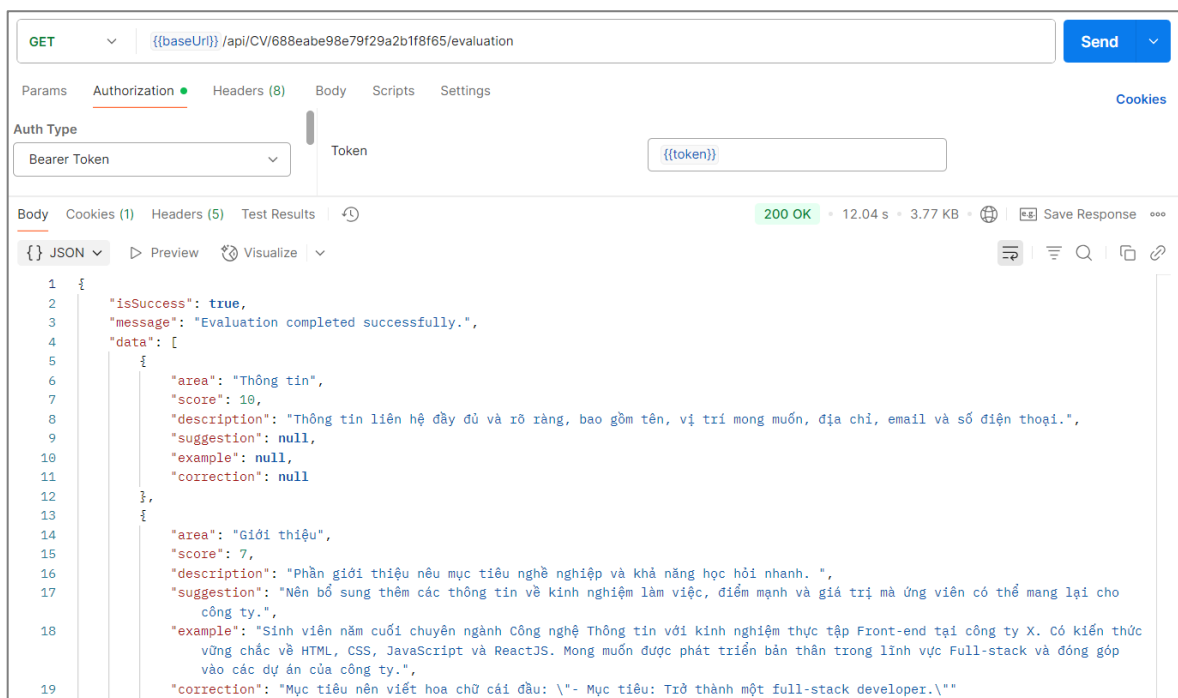 GET {{baseUrl}} /api/CV/688eabe98e79f29a2b1f8f65/evaluation Send
Params Authorization Headers (8) Body Scripts Settings Cookies
Auth Type
Bearer Token
Token {{token}}
Body Cookies (1) Headers (5) Test Results 200 OK 12.04 s 3.77 KB e.g. Save Response
{} JSON Preview Visualize
1 {
2 "isSuccess": true,
3 "message": "Evaluation completed successfully.",
4 "data": [
5 {
6 "area": "Thông tin",
7 "score": 10,
8 "description": "Thông tin liên hệ đầy đủ và rõ ràng, bao gồm tên, vị trí mong muốn, địa chỉ, email và số điện thoại.",
9 "suggestion": null,
10 "example": null,
11 "correction": null
12 },
13 {
14 "area": "Giới thiệu",
15 "score": 7,
16 "description": "Phần giới thiệu nêu mục tiêu nghề nghiệp và khả năng học hỏi nhanh. ",
17 "suggestion": "Nên bổ sung thêm các thông tin về kinh nghiệm làm việc, điểm mạnh và giá trị mà ứng viên có thể mang lại cho
công ty.",
18 "example": "Sinh viên năm cuối chuyên ngành Công nghệ Thông tin với kinh nghiệm thực tập Front-end tại công ty X. Có kiến thức
vững chắc về HTML, CSS, JavaScript và ReactJS. Mong muốn được phát triển bản thân trong lĩnh vực Full-stack và đóng góp
vào các dự án của công ty.",
19 "correction": "Mục tiêu nên viết hoa chữ cái đầu: \"- Mục tiêu: Trở thành một full-stack developer.\""